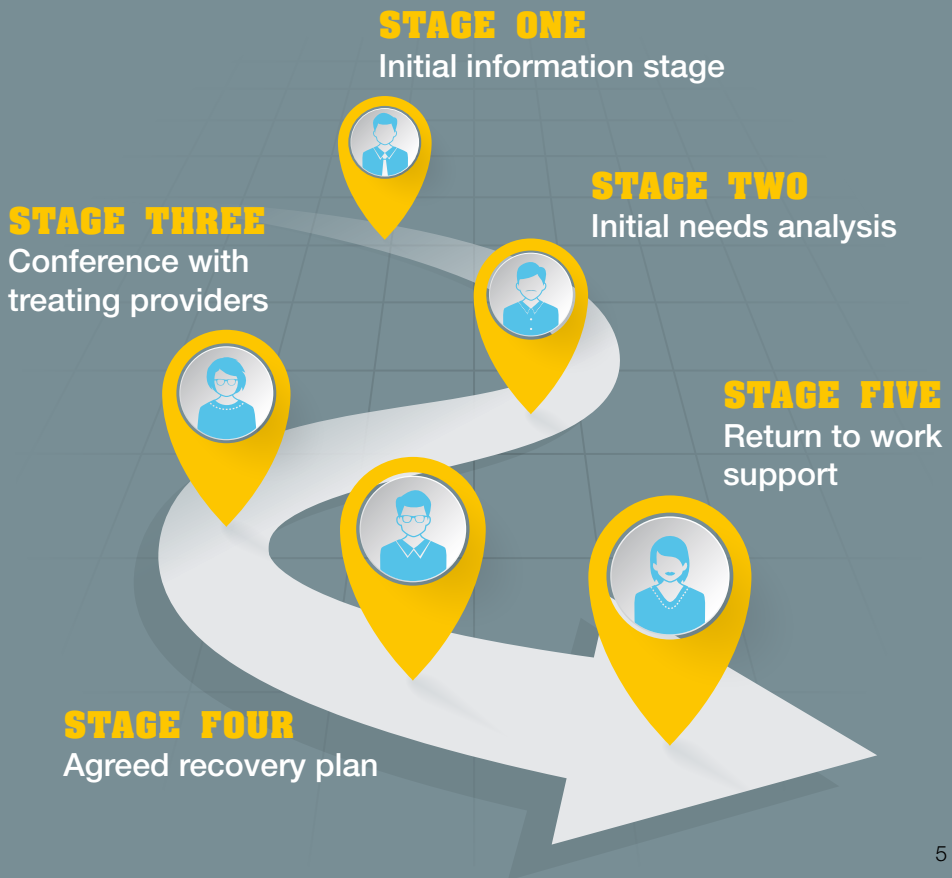 STAGE ONE
Initial information stage
STAGE TWO
Initial needs analysis
STAGE THREE
Conference with
treating providers
STAGE FOUR
Agreed recovery plan
STAGE FIVE
Return to work
support
5